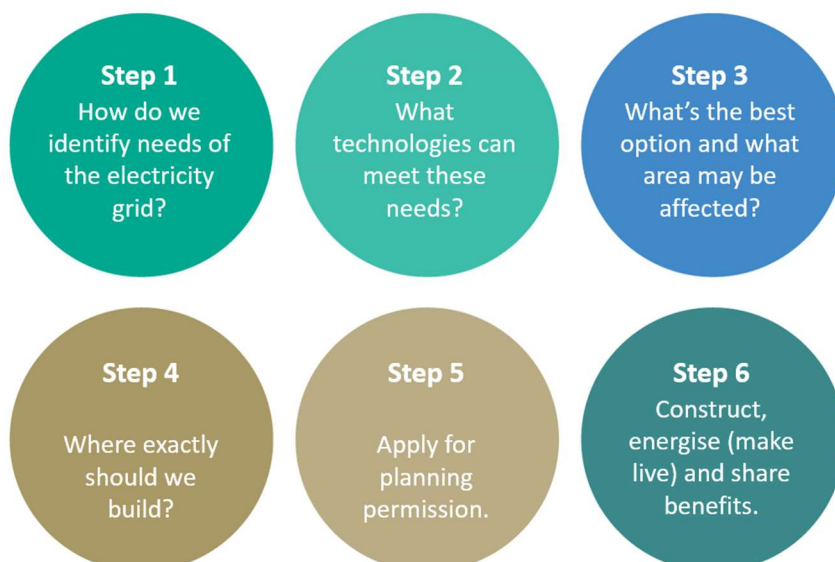 Step 1
How do we
identify needs of
the electricity
grid?
Step 2
What
technologies can
meet these
needs?
Step 3
What’s the best
option and what
area may be
affected?
Step 4
Where exactly
should we
build?
Step 5
Apply for
planning
permission.
Step 6
Construct,
energise (make
live) and share
benefits.